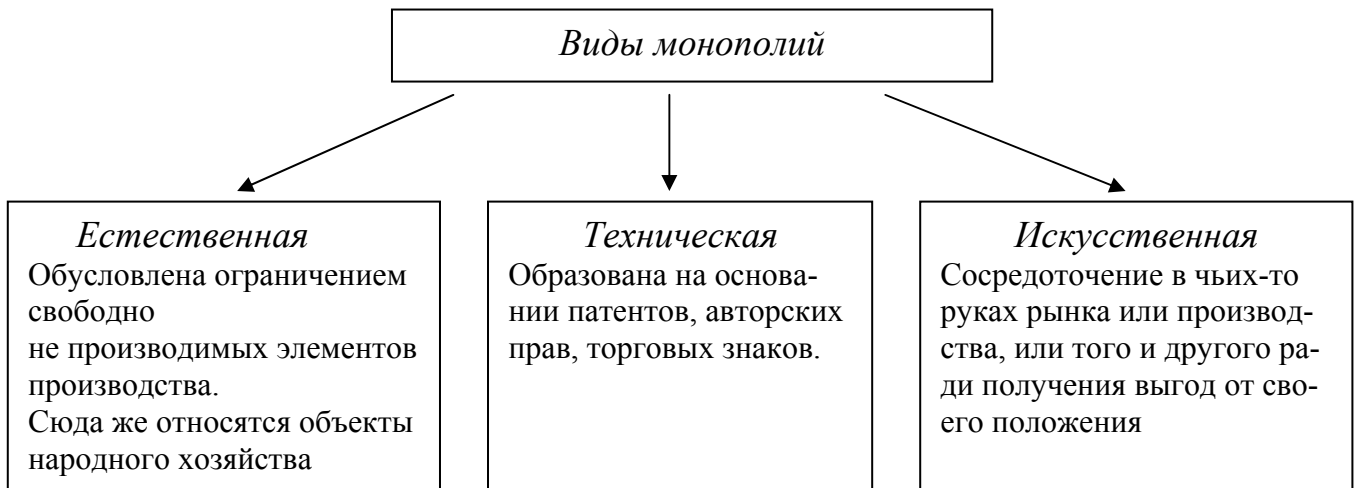 Виды монополий
Естественная
Обусловлена ограничением
свободно
не производимых элементов
производства.
Сюда же относятся объекты
народного хозяйства
Техническая
Образована на основа-
нии патентов, авторских
прав, торговых знаков.
Искусственная
Сосредоточение в чьих-то
руках рынка или производ-
ства, или того и другого ра-
ди получения выгод от сво-
его положения